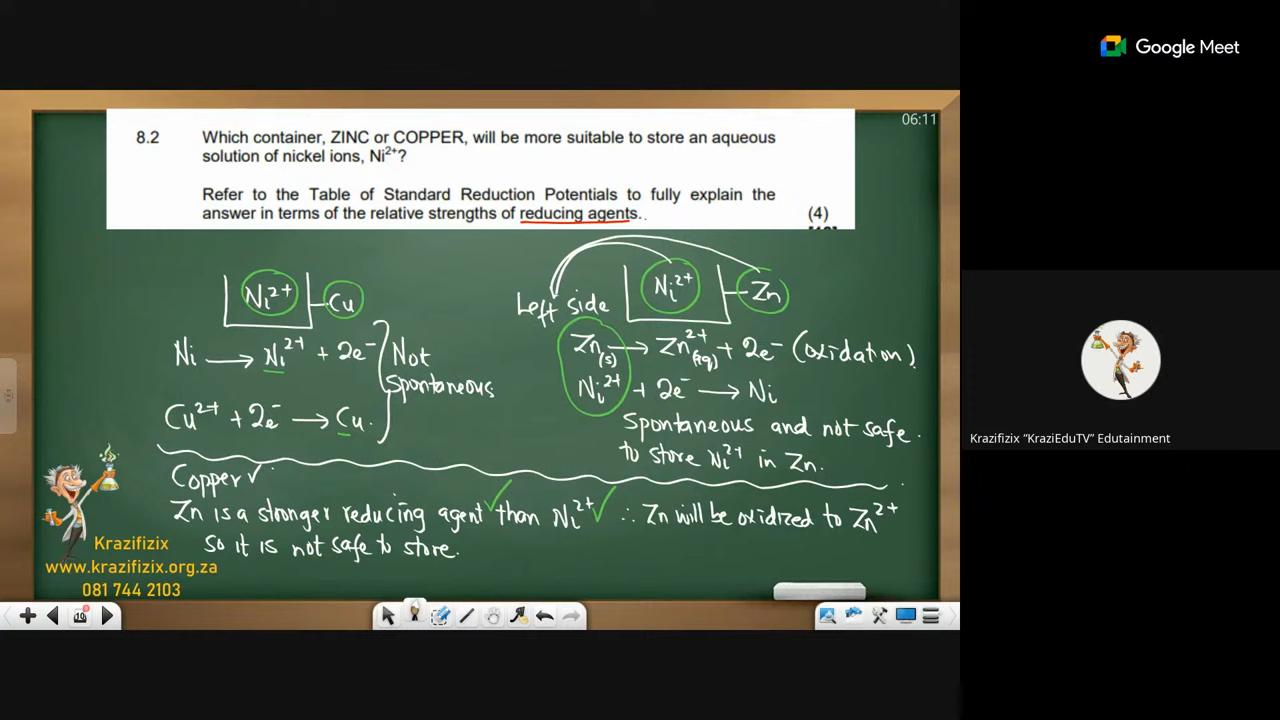 Google Meet
06:11
8.2 Which container, ZINC or COPPER, will be more suitable to store an aqueous
solution of nickel ions, Ni²⁺?
Refer to the Table of Standard Reduction Potentials to fully explain the
answer in terms of the relative strengths of reducing agents. (4)
Ni²⁺ Cu
Left side Ni²⁺ Zn
Ni → Ni²⁺ + 2e⁻
Cu²⁺ + 2e⁻ → Cu.
Not
Spontaneous
Zn(s) → Zn²⁺(aq) + 2e⁻ (oxidation)
Ni²⁺ + 2e⁻ → Ni
Spontaneous and not safe.
to store Ni²⁺ in Zn.
Copper ✓
Zn is a stronger reducing agent ✓ than Ni²⁺ ✓ ∴ Zn will be oxidized to Zn²⁺
So it is not safe to store.
Krazifizix
www.krazifizix.org.za
081 744 2103
Krazifizix “KraziEduTV” Edutainment